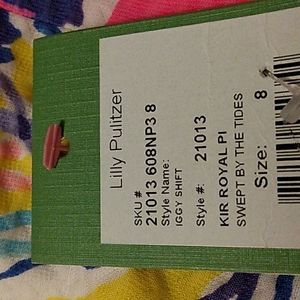 Lilly Pulitzer
SKU #
21013 608NP3 8
Style Name:
IGGY SHIFT
Style #: 21013
KIR ROYAL PI
SWEPT BY THE TIDES
Size: 8